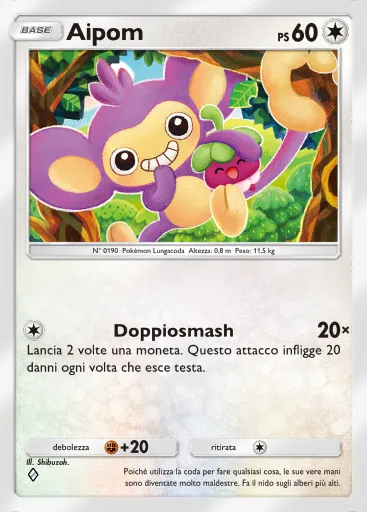 BASE Aipom PS 60
N° 0190 Pokémon Lungacoda Altezza: 0,8 m Peso: 11,5 kg
Doppiosmash 20×
Lancia 2 volte una moneta. Questo attacco infligge 20
danni ogni volta che esce testa.
debolezza +20 ritirata
Ill. Shibuzoh.
Poiché utilizza la coda per fare qualsiasi cosa, le sue vere mani
sono diventate molto maldestre. Fa il nido sugli alberi più alti.